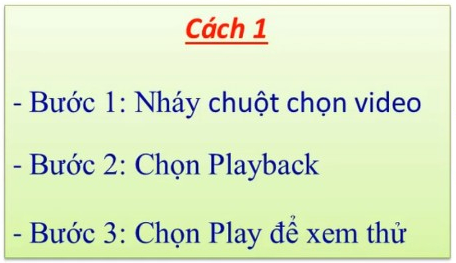 Cách 1
- Bước 1: Nháy chuột chọn video
- Bước 2: Chọn Playback
- Bước 3: Chọn Play để xem thử